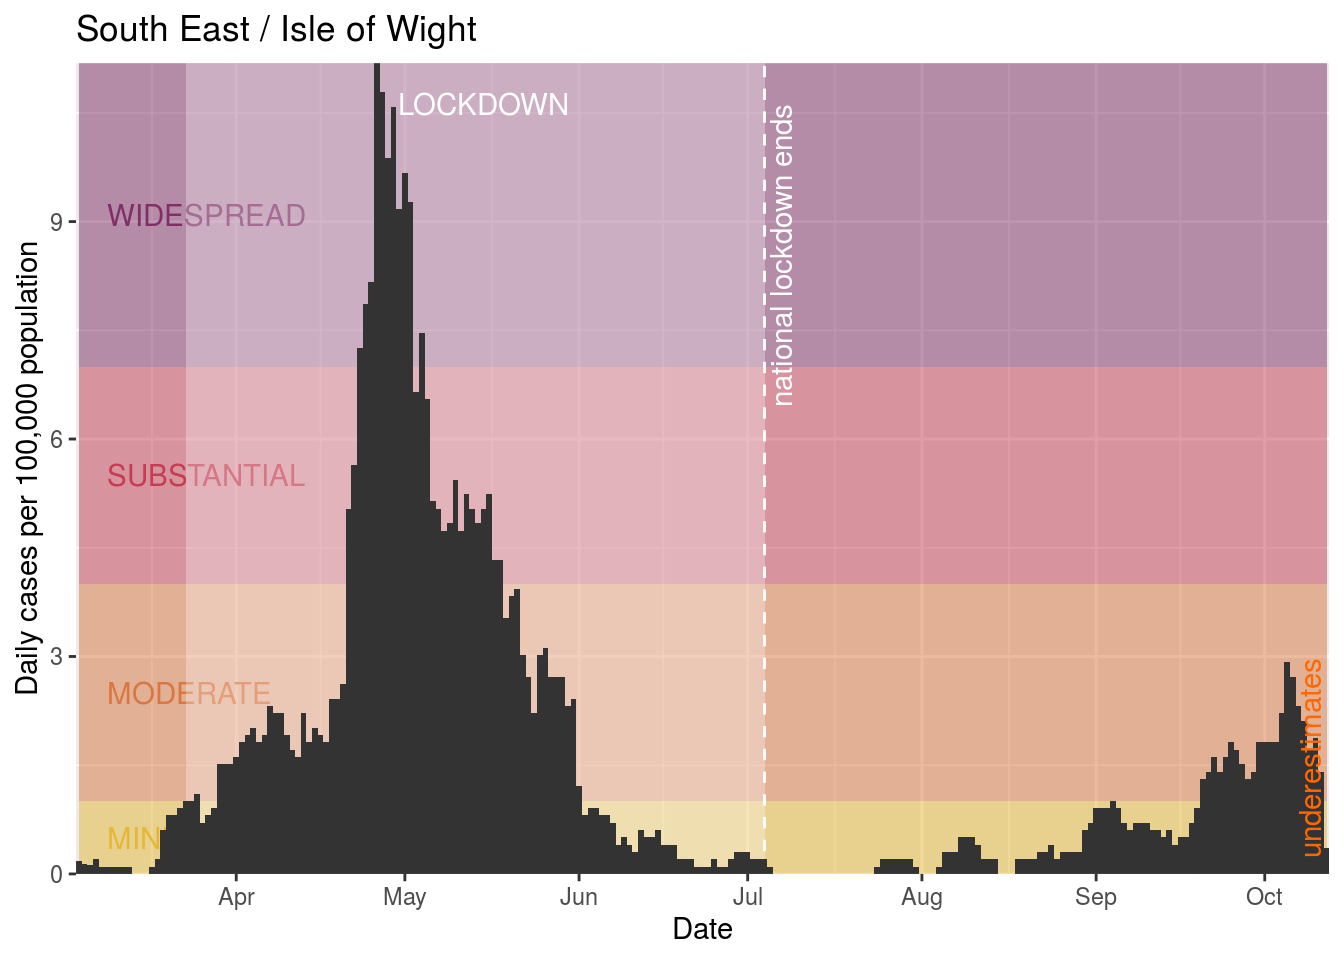 South East / Isle of Wight
LOCKDOWN
WIDESPREAD
SUBSTANTIAL
MODERATE
MIN
national lockdown ends
underestimates
Daily cases per 100,000 population
9
6
3
0
Apr May Jun Jul Aug Sep Oct
Date